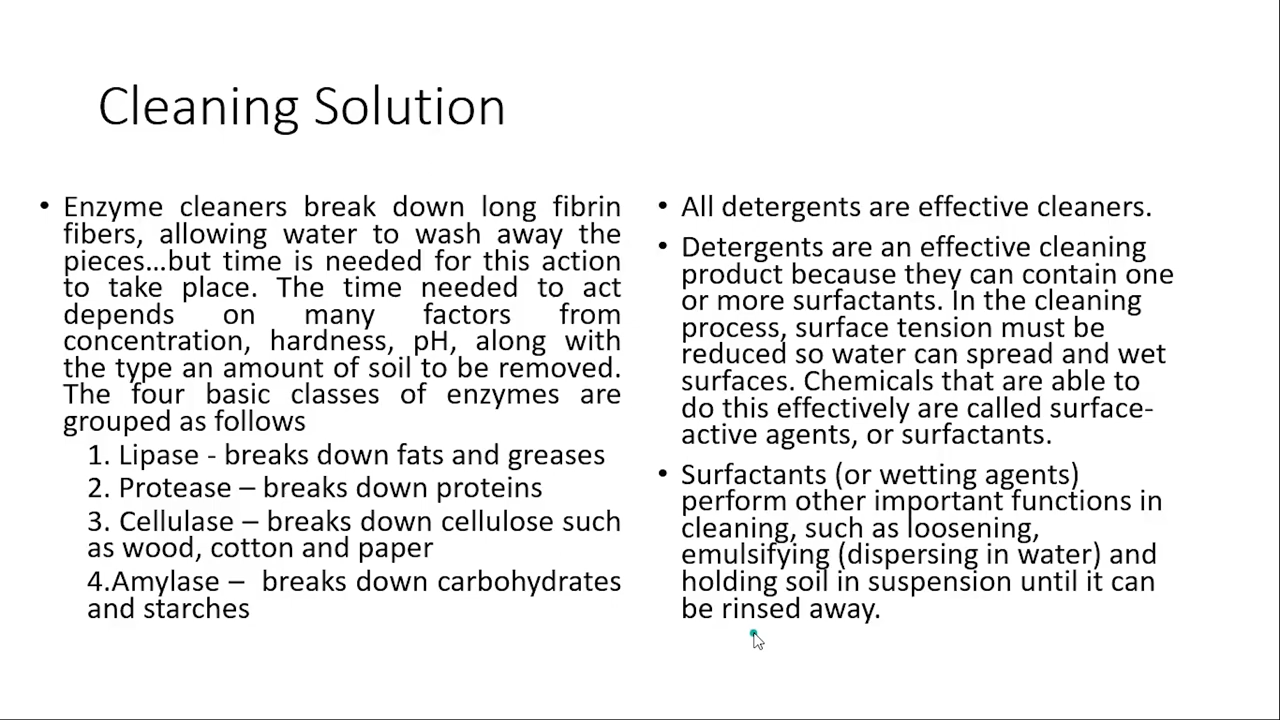 Cleaning Solution
• Enzyme cleaners break down long fibrin
fibers, allowing water to wash away the
pieces...but time is needed for this action
to take place. The time needed to act
depends on many factors from
concentration, hardness, pH, along with
the type an amount of soil to be removed.
The four basic classes of enzymes are
grouped as follows
1. Lipase - breaks down fats and greases
2. Protease – breaks down proteins
3. Cellulase – breaks down cellulose such
as wood, cotton and paper
4.Amylase – breaks down carbohydrates
and starches
• All detergents are effective cleaners.
• Detergents are an effective cleaning
product because they can contain one
or more surfactants. In the cleaning
process, surface tension must be
reduced so water can spread and wet
surfaces. Chemicals that are able to
do this effectively are called surface-
active agents, or surfactants.
• Surfactants (or wetting agents)
perform other important functions in
cleaning, such as loosening,
emulsifying (dispersing in water) and
holding soil in suspension until it can
be rinsed away.